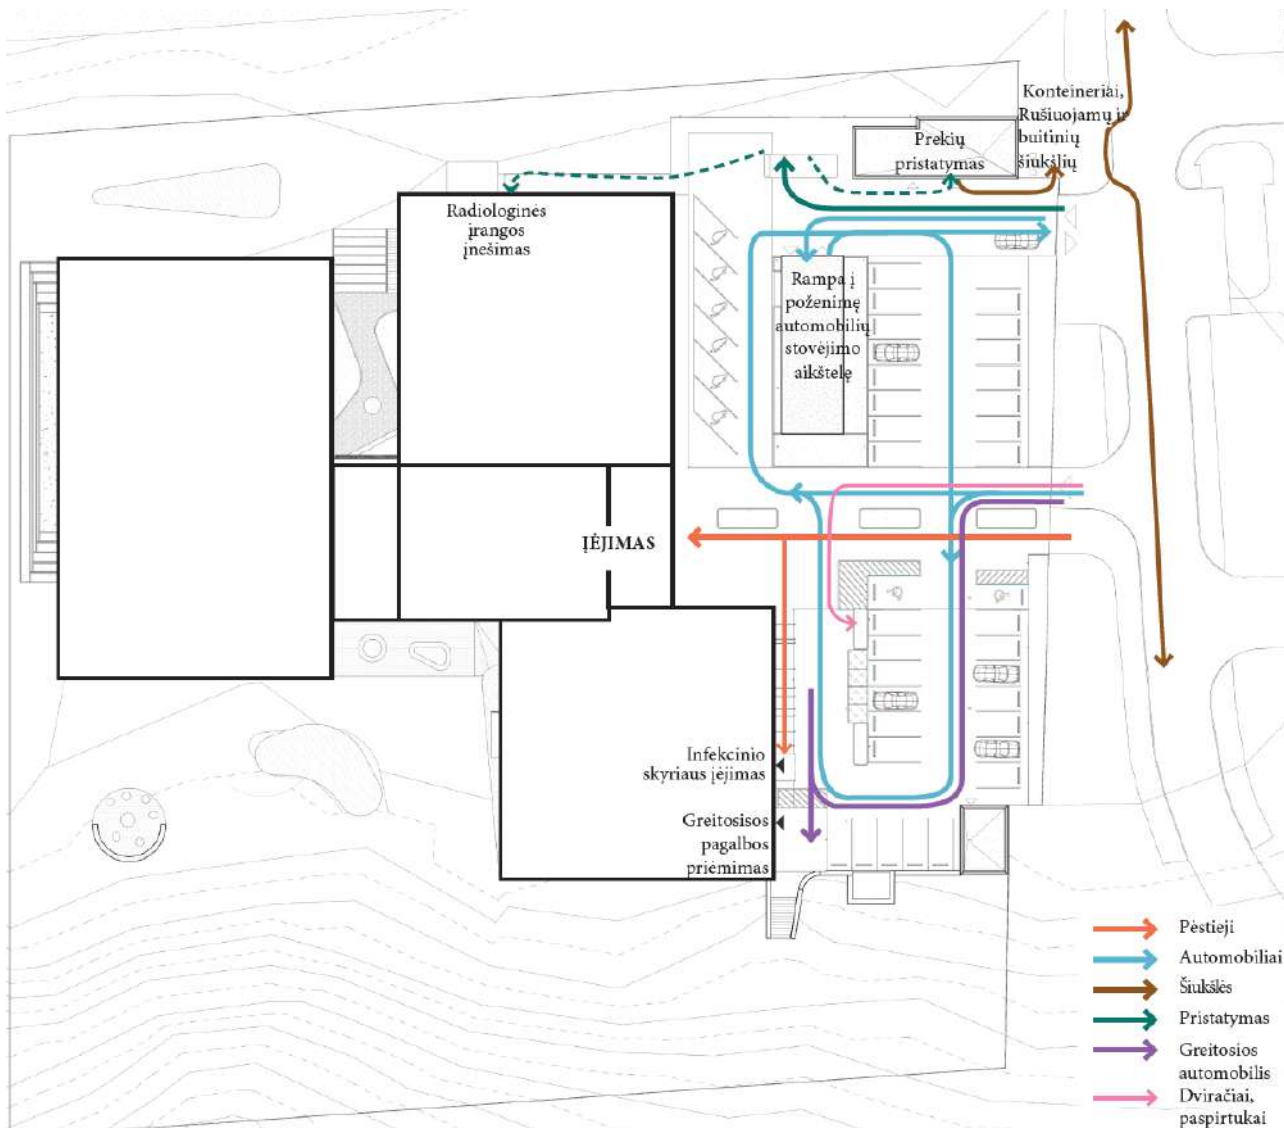 Konteineriai,
Rušiuojamų ir
buitinių
šiukšlių
Prekių
pristatymas
Radiologinės
įrangos
įnešimas
Rampa į
poženimę
automobilių
stovėjimo
aikštelę
ĮĖJIMAS
Infekcinio
skyriaus įėjimas
Greitosisos
pagalbos
priėmimas
Pėstieji
Automobiliai
Šiukšlės
Pristatymas
Greitosios
automobilis
Dviračiai,
paspirtukai